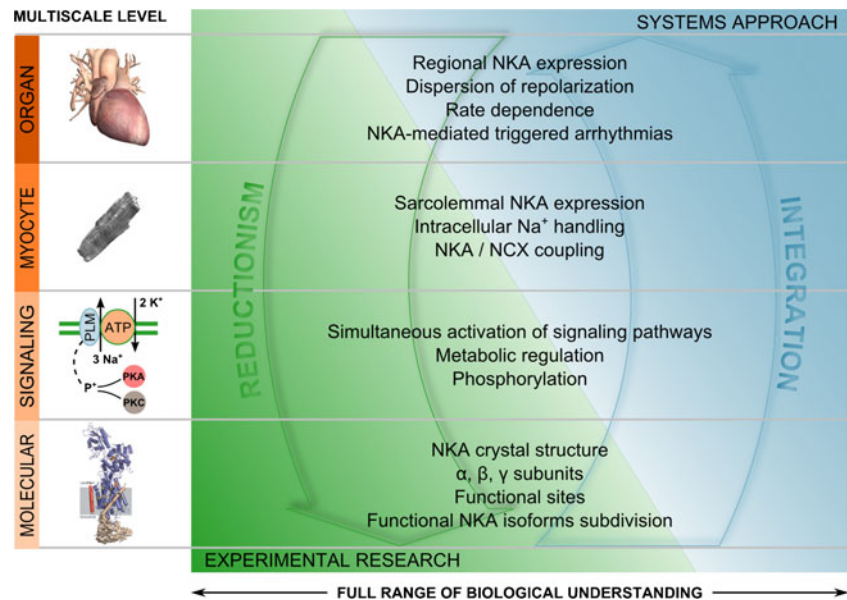 MULTISCALE LEVEL
SYSTEMS APPROACH
ORGAN
Regional NKA expression
Dispersion of repolarization
Rate dependence
NKA-mediated triggered arrhythmias
MYOCYTE
Sarcolemmal NKA expression
Intracellular Na⁺ handling
NKA / NCX coupling
REDUCTIONISM
INTEGRATION
SIGNALING
2 K⁺
PLM
ATP
3 Na⁺
P⁺
PKA
PKC
Simultaneous activation of signaling pathways
Metabolic regulation
Phosphorylation
MOLECULAR
NKA crystal structure
α, β, γ subunits
Functional sites
Functional NKA isoforms subdivision
EXPERIMENTAL RESEARCH
FULL RANGE OF BIOLOGICAL UNDERSTANDING